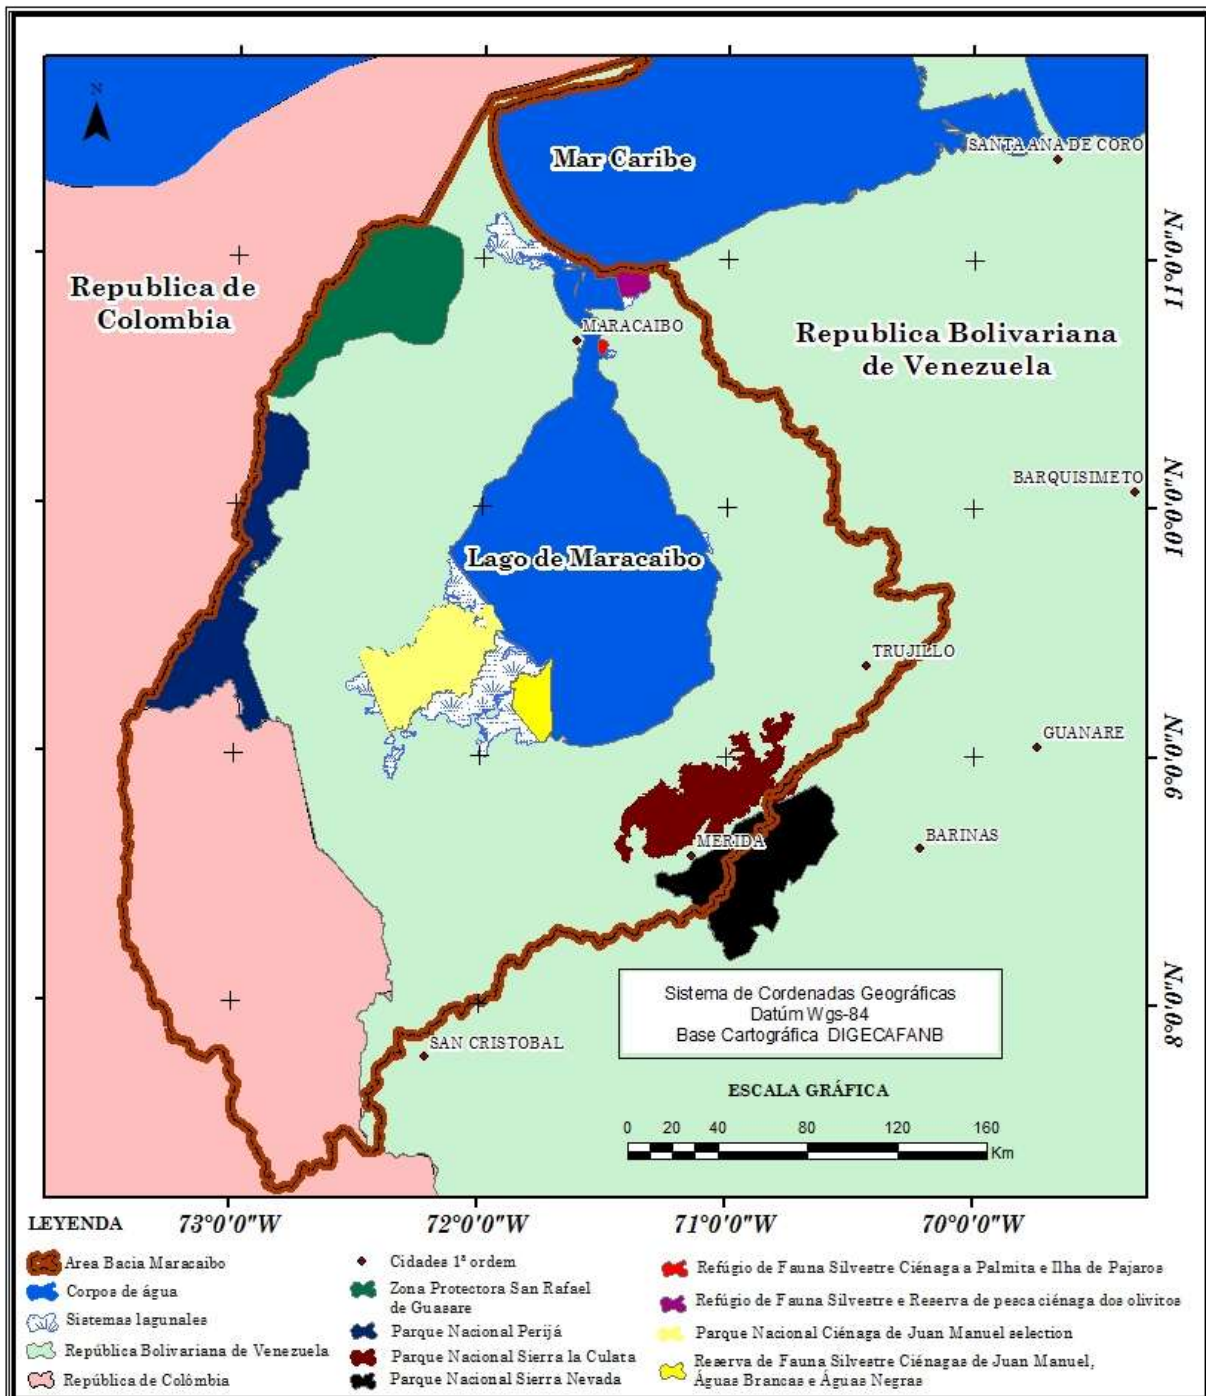 N
Mar Caribe
SANTA ANA DE CORO
Republica de
Colombia
MARACAIBO
Republica Bolivariana
de Venezuela
11°0'0"N
BARQUISIMETO
10°0'0"N
Lago de Maracaibo
TRUJILLO
GUANARE
9°0'0"N
MERIDA
BARINAS
Sistema de Cordenadas Geográficas
Datúm Wgs-84
Base Cartográfica DIGECAFANB
8°0'0"N
SAN CRISTOBAL
ESCALA GRÁFICA
0 20 40 80 120 160
Km
73°0'0"W 72°0'0"W 71°0'0"W 70°0'0"W
LEYENDA
Area Bacia Maracaibo
Corpos de água
Sistemas lagunales
República Bolivariana de Venezuela
República de Colômbia
Cidades 1ª ordem
Zona Protectora San Rafael
de Guasare
Parque Nacional Perijá
Parque Nacional Sierra la Culata
Parque Nacional Sierra Nevada
Refúgio de Fauna Silvestre Ciénaga a Palmita e Ilha de Pajaros
Refúgio de Fauna Silvestre e Reserva de pesca ciénaga dos olivitos
Parque Nacional Ciénaga de Juan Manuel selection
Reserva de Fauna Silvestre Ciénagas de Juan Manuel,
Águas Brancas e Águas Negras